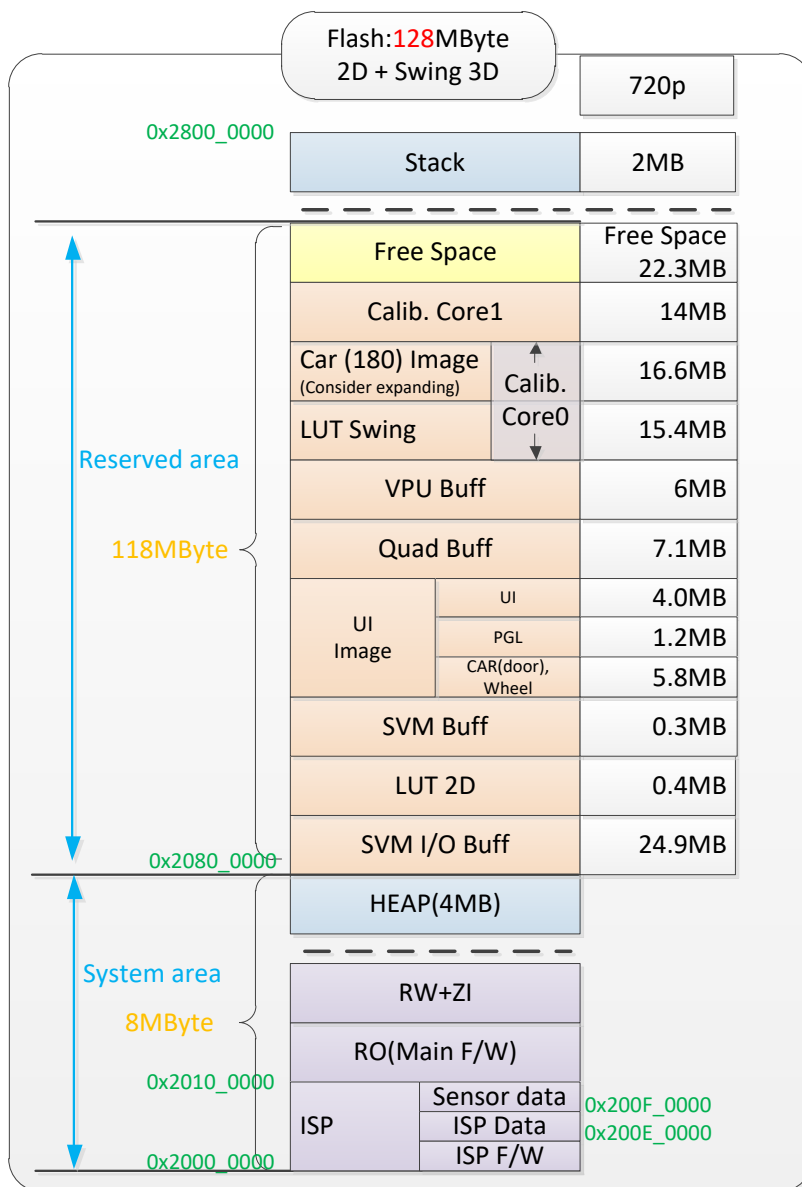 Flash:128MByte
2D + Swing 3D
720p
0x2800_0000
Stack
2MB
Free Space
Free Space
22.3MB
Calib. Core1
14MB
Car (180) Image
(Consider expanding)
Calib.
Core0
16.6MB
LUT Swing
15.4MB
Reserved area
118MByte
VPU Buff
6MB
Quad Buff
7.1MB
UI
Image
UI
4.0MB
PGL
1.2MB
CAR(door),
Wheel
5.8MB
SVM Buff
0.3MB
LUT 2D
0.4MB
SVM I/O Buff
24.9MB
0x2080_0000
HEAP(4MB)
System area
8MByte
RW+ZI
RO(Main F/W)
0x2010_0000
ISP
Sensor data
0x200F_0000
ISP Data
0x200E_0000
ISP F/W
0x2000_0000